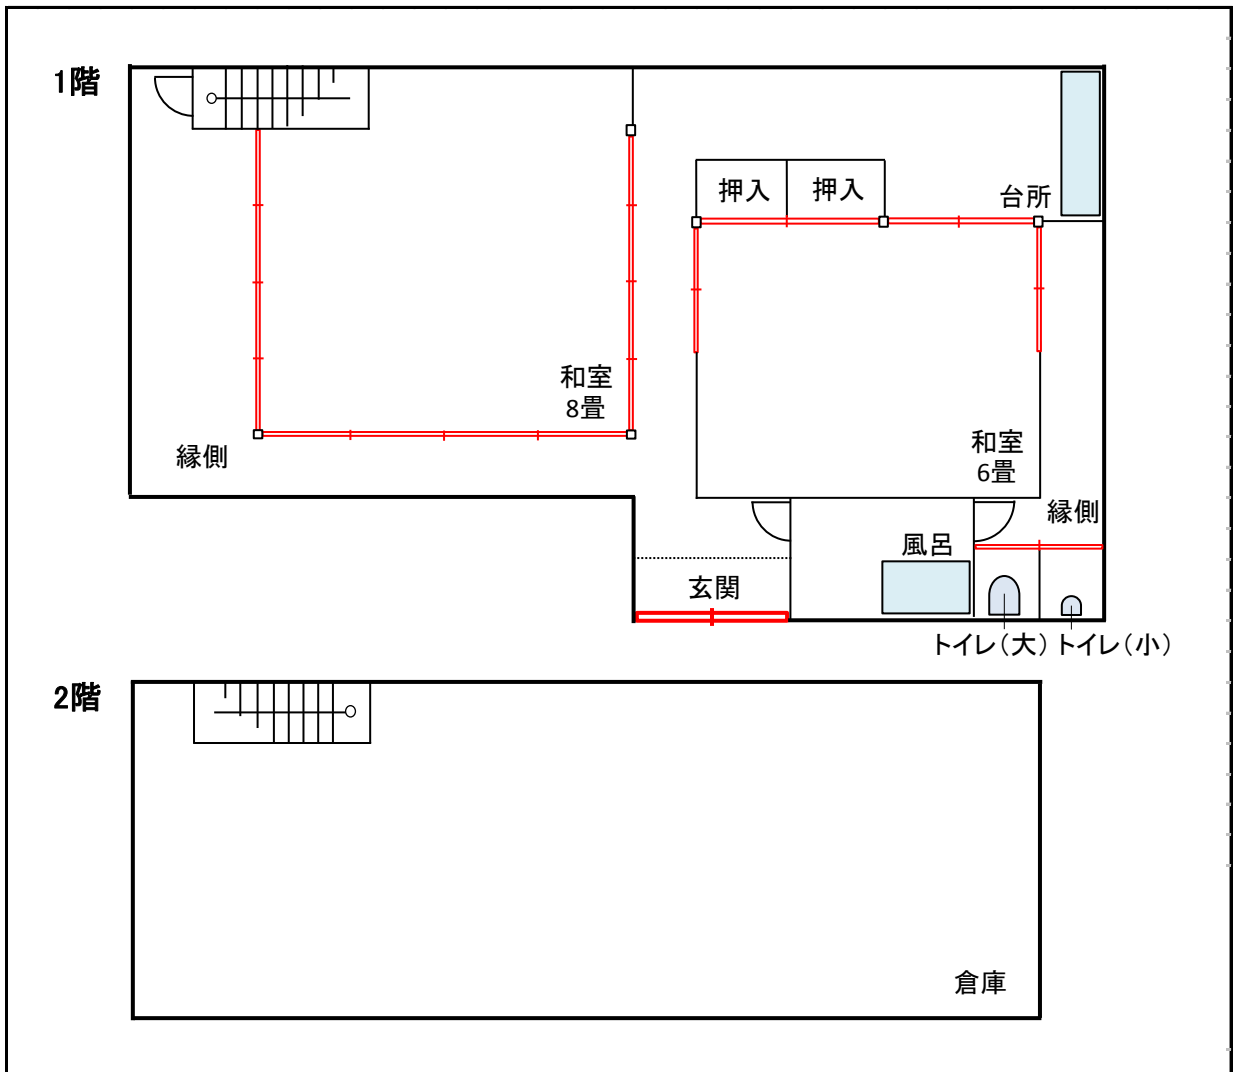 1階
押入
押入
台所
和室
8畳
和室
6畳
縁側
縁側
風呂
玄関
トイレ(大)
トイレ(小)
2階
倉庫